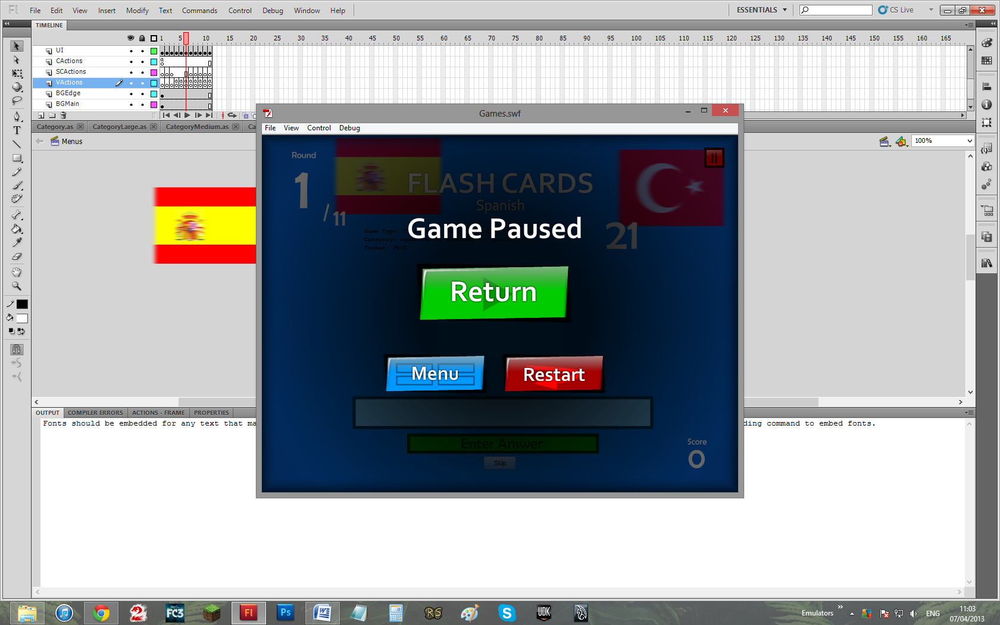 Fl File Edit View Insert Modify Text Commands Control Debug Window Help ESSENTIALS CS Live
TIMELINE
1 5 10 15 20 25 30 35 40 45 50 55 60 65 70 75 80 85 90 95 100 105 110 115 120 125 130 135 140 145 150 155 160 165
UI
CActions
SCActions
VActions
BGEdge
BGMain
Category.as CategoryLarge.as CategoryMedium.as Ca
Menus
100%
Games.swf
File View Control Debug
Round
1
/11
FLASH CARDS
Spanish
Game Paused
Game Type:
Category:
format:
21
Return
Menu
Restart
Enter Answer
Skip
Score
0
OUTPUT COMPILER ERRORS ACTIONS - FRAME PROPERTIES
Fonts should be embedded for any text that ma
ding command to embed fonts.
FC3 Fl Ps RS UDK
Emulators » ENG
11:03
07/04/2013